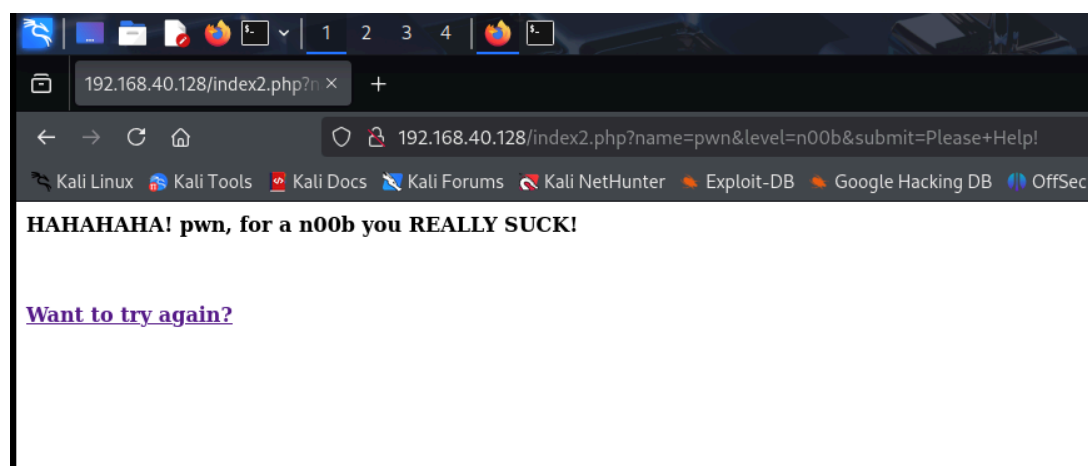 1 2 3 4
192.168.40.128/index2.php?n
192.168.40.128/index2.php?name=pwn&level=n00b&submit=Please+Help!
Kali Linux Kali Tools Kali Docs Kali Forums Kali NetHunter Exploit-DB Google Hacking DB OffSec
HAHAHAHA! pwn, for a n00b you REALLY SUCK!
Want to try again?